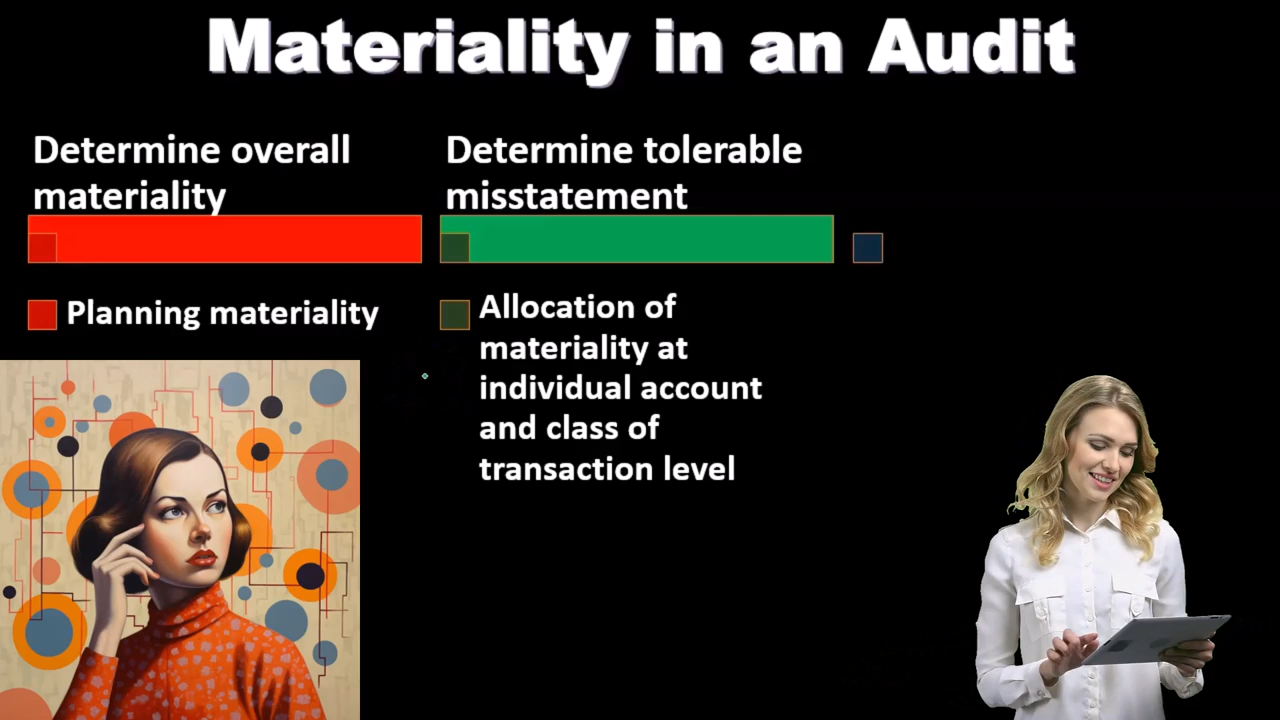 Materiality in an Audit
Determine overall
materiality
Planning materiality
Determine tolerable
misstatement
Allocation of
materiality at
individual account
and class of
transaction level